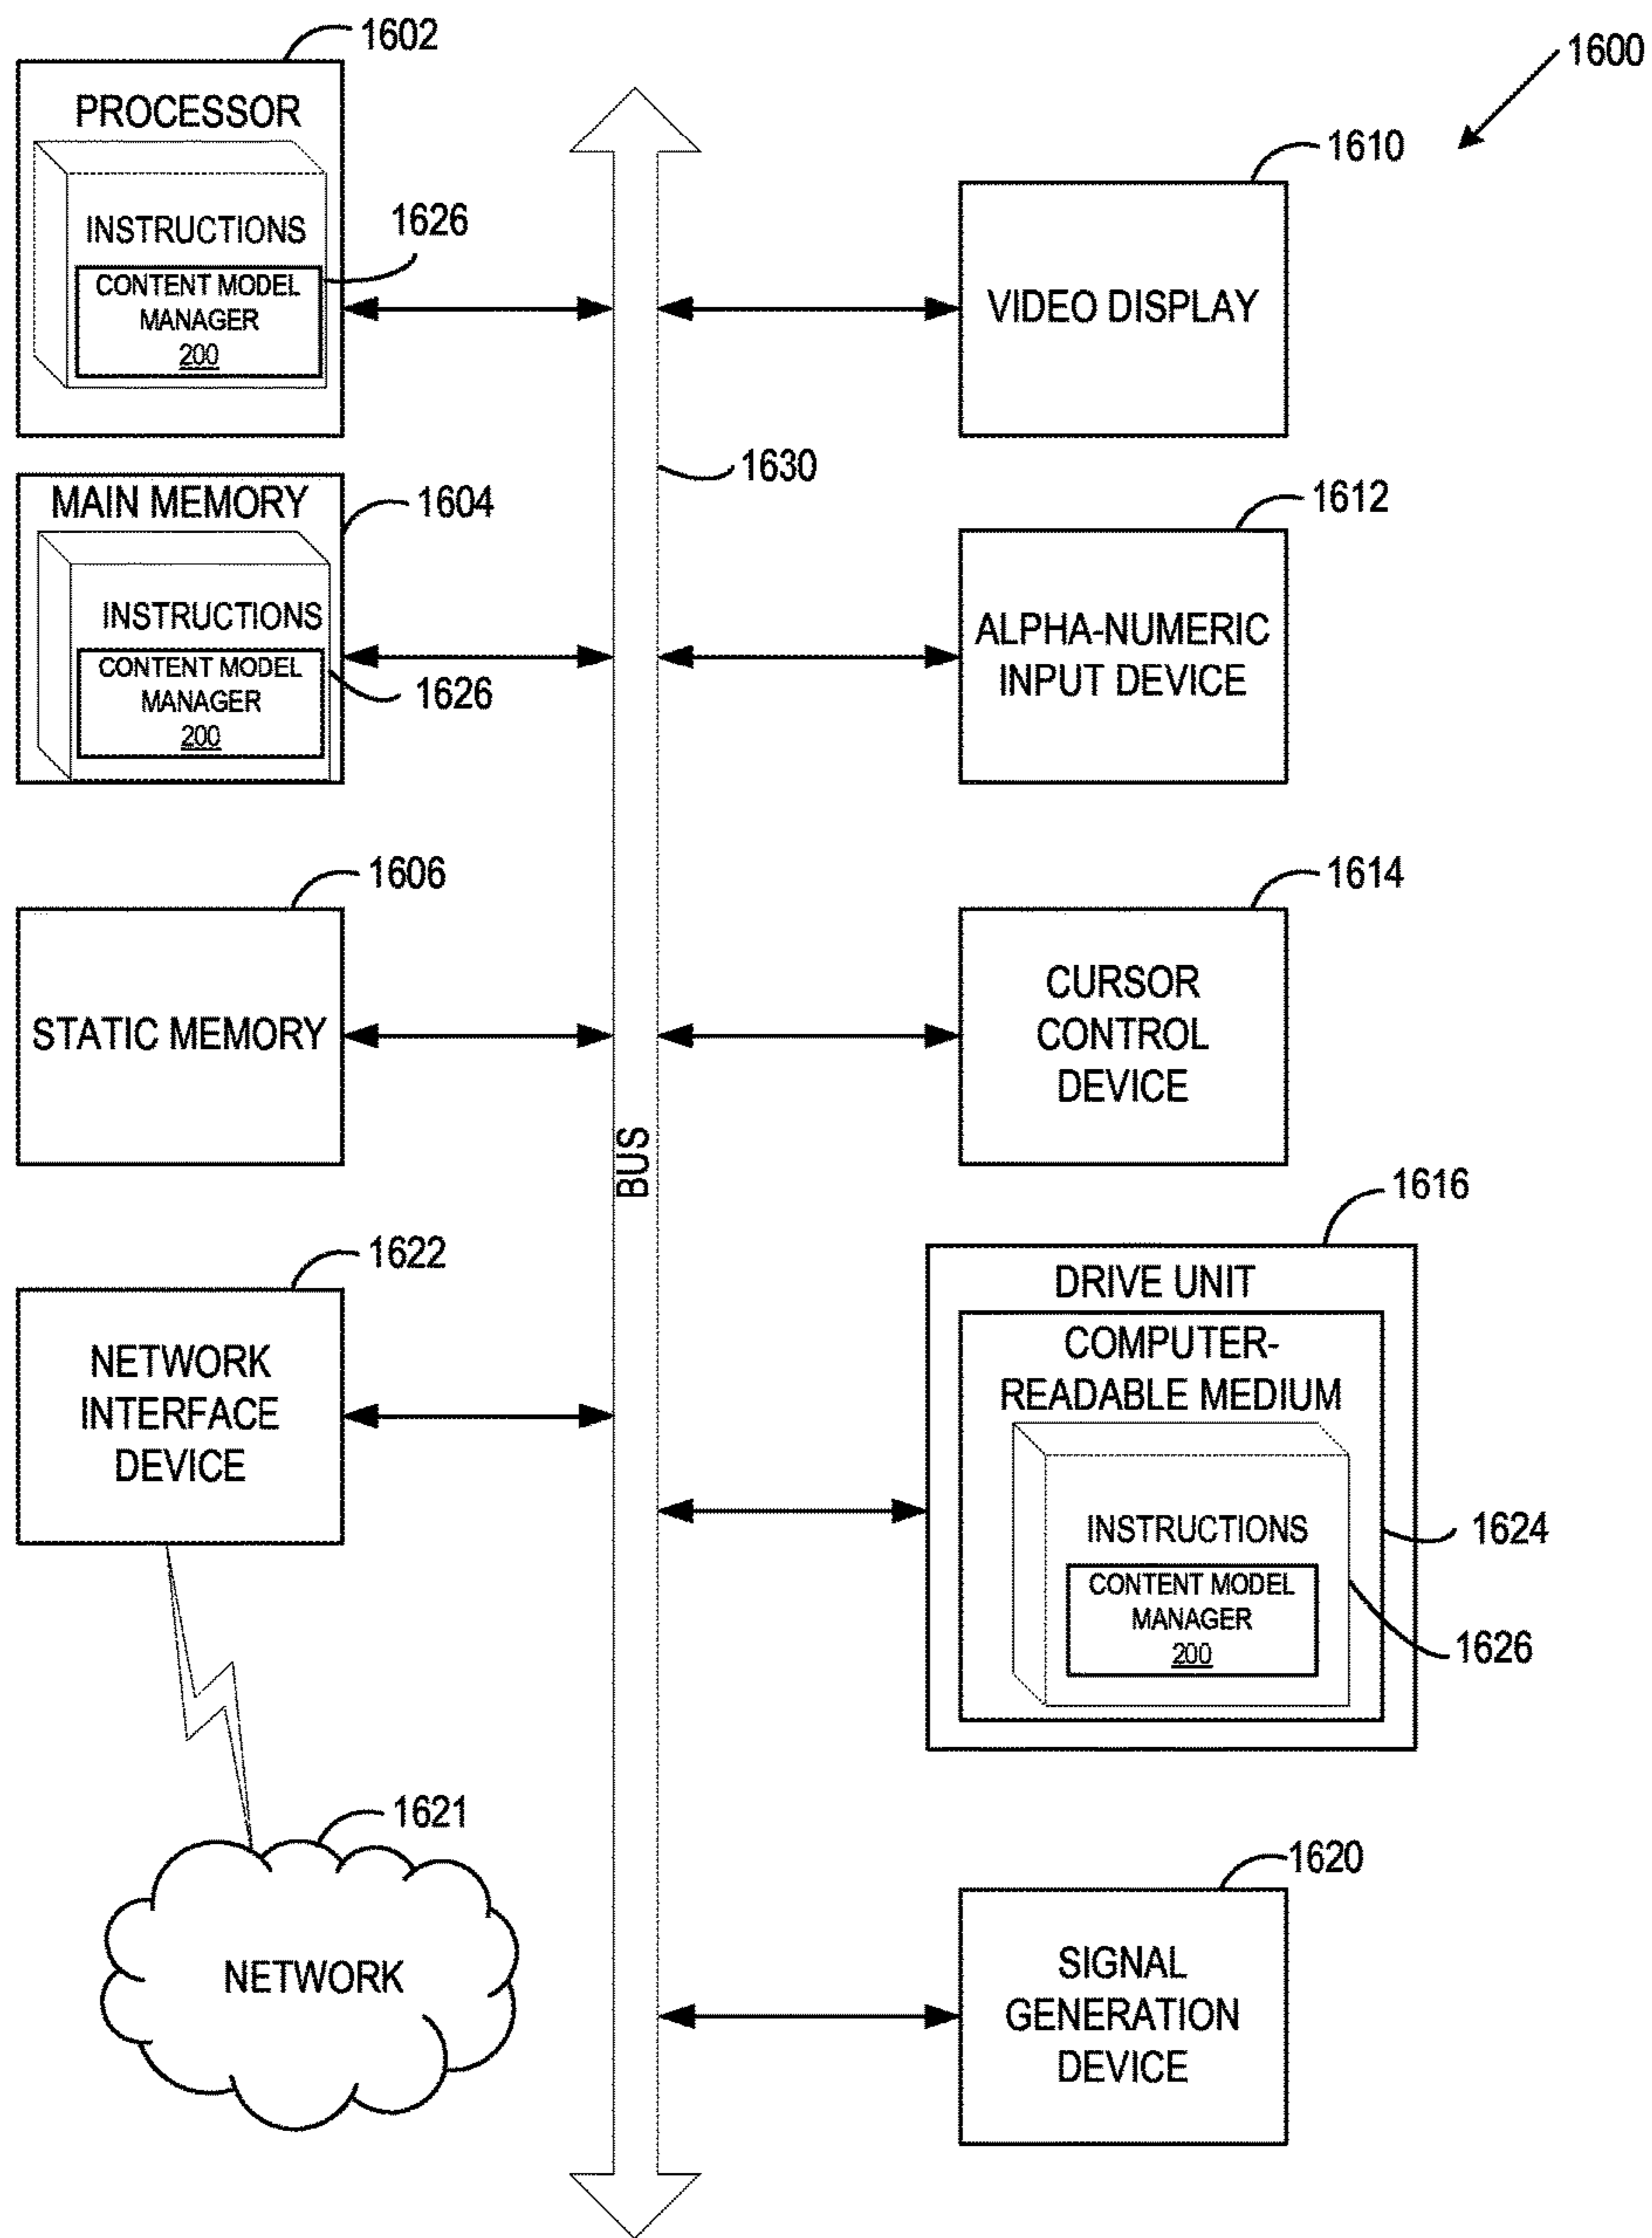 1602
PROCESSOR
INSTRUCTIONS
1626
CONTENT MODEL
MANAGER
200
MAIN MEMORY
1604
INSTRUCTIONS
CONTENT MODEL
MANAGER
1626
200
1606
STATIC MEMORY
1622
NETWORK
INTERFACE
DEVICE
1621
NETWORK
BUS
1630
1600
1610
VIDEO DISPLAY
1612
ALPHA-NUMERIC
INPUT DEVICE
1614
CURSOR
CONTROL
DEVICE
1616
DRIVE UNIT
COMPUTER-
READABLE MEDIUM
INSTRUCTIONS
1624
CONTENT MODEL
MANAGER
200
1626
1620
SIGNAL
GENERATION
DEVICE